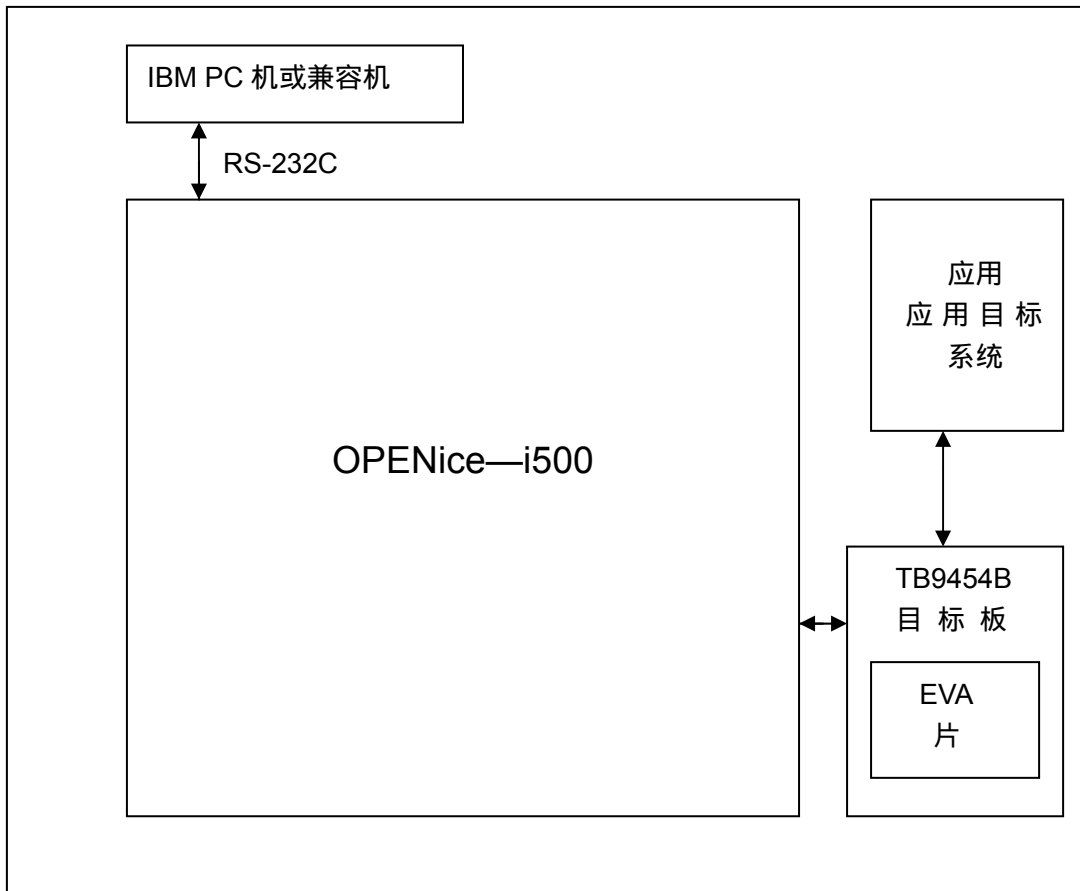 IBM PC 机或兼容机
RS-232C
OPENice—i500
应用
应 用 目 标
系统
TB9454B
目 标 板
EVA
片